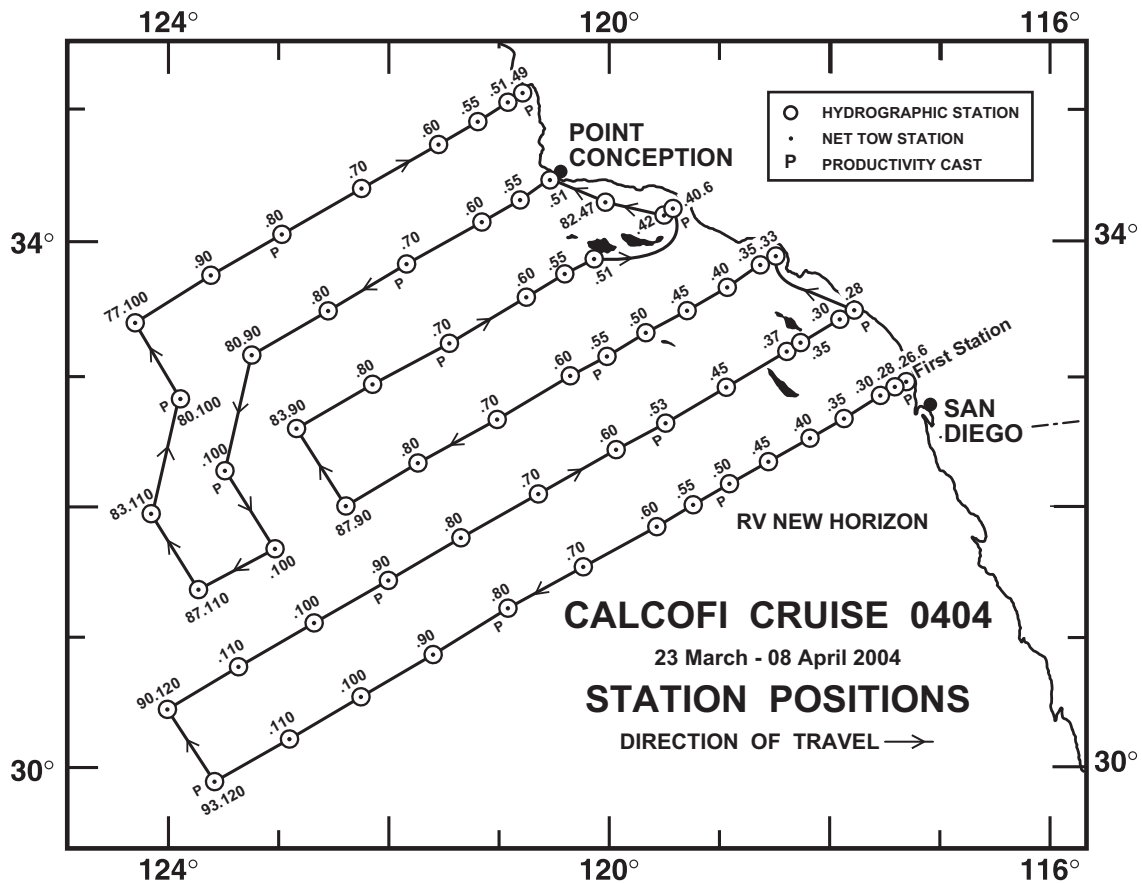 124° 120° 116°
.49
.51
.55
.60
.70
.80
.90
77.100
P
P
POINT
CONCEPTION
HYDROGRAPHIC STATION
NET TOW STATION
P PRODUCTIVITY CAST
34° 34°
.51
.55
.60
.70
.80
80.90
P
82.47
.42
.40.6
P
.51
.55
.60
.70
.80
83.90
P
.33
.35
.40
.45
.50
.55
.60
.70
.80
87.90
P
P
80.100
83.110
87.110
.100
P
.100
.28
.30
.35
.37
.45
.53
.60
.70
.80
.90
.100
.110
90.120
P
P
P
First Station
.26.6
.28
.30
.35
.40
.45
.50
.55
.60
.70
.80
.90
.100
.110
93.120
P
P
P
P
SAN
DIEGO
RV NEW HORIZON
CALCOFI CRUISE 0404
23 March - 08 April 2004
STATION POSITIONS
DIRECTION OF TRAVEL
30° 30°
124° 120° 116°